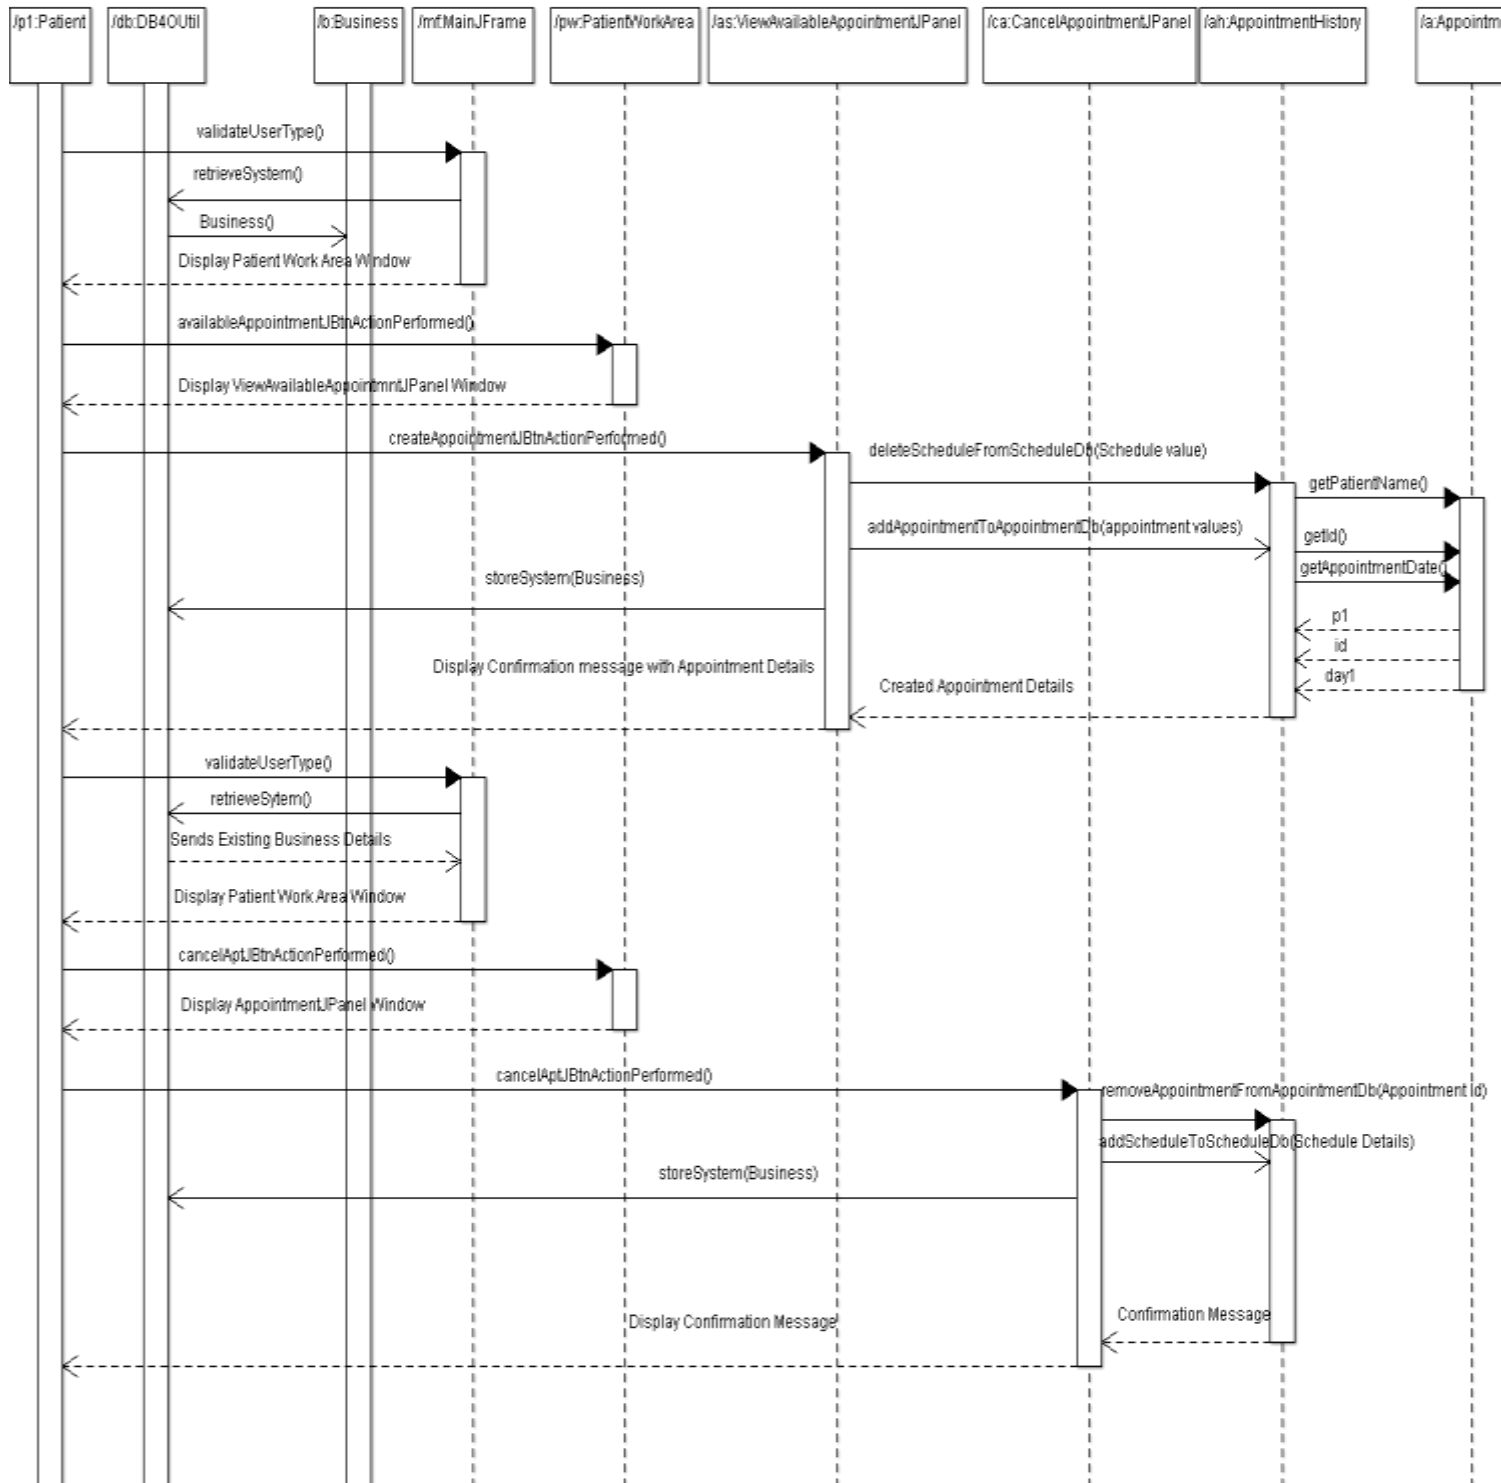 /p1:Patient
/db:DB4OUtil
/b:Business
/mf:MainJFrame
/pw:PatientWorkArea
/as:ViewAvailableAppointmentJPanel
/ca:CancelAppointmentJPanel
/ah:AppointmentHistory
/a:Appointm
validateUserType()
retrieveSystem()
Business()
Display Patient Work Area Window
availableAppointmentJBtnActionPerformed()
Display ViewAvailableAppointmntJPanel Window
createAppointmentJBtnActionPerformed()
deleteScheduleFromScheduleDb(Schedule value)
getPatientName()
addAppointmentToAppointmentDb(appointment values)
getId()
getAppointmentDate()
storeSystem(Business)
p1
id
day1
Display Confirmation message with Appointment Details
Created Appointment Details
validateUserType()
retrieveSytem()
Sends Existing Business Details
Display Patient Work Area Window
cancelAptJBtnActionPerformed()
Display AppointmentJPanel Window
cancelAptJBtnActionPerformed()
removeAppointmentFromAppointmentDb(Appointment Id)
addScheduleToScheduleDb(Schedule Details)
storeSystem(Business)
Confirmation Message
Display Confirmation Message